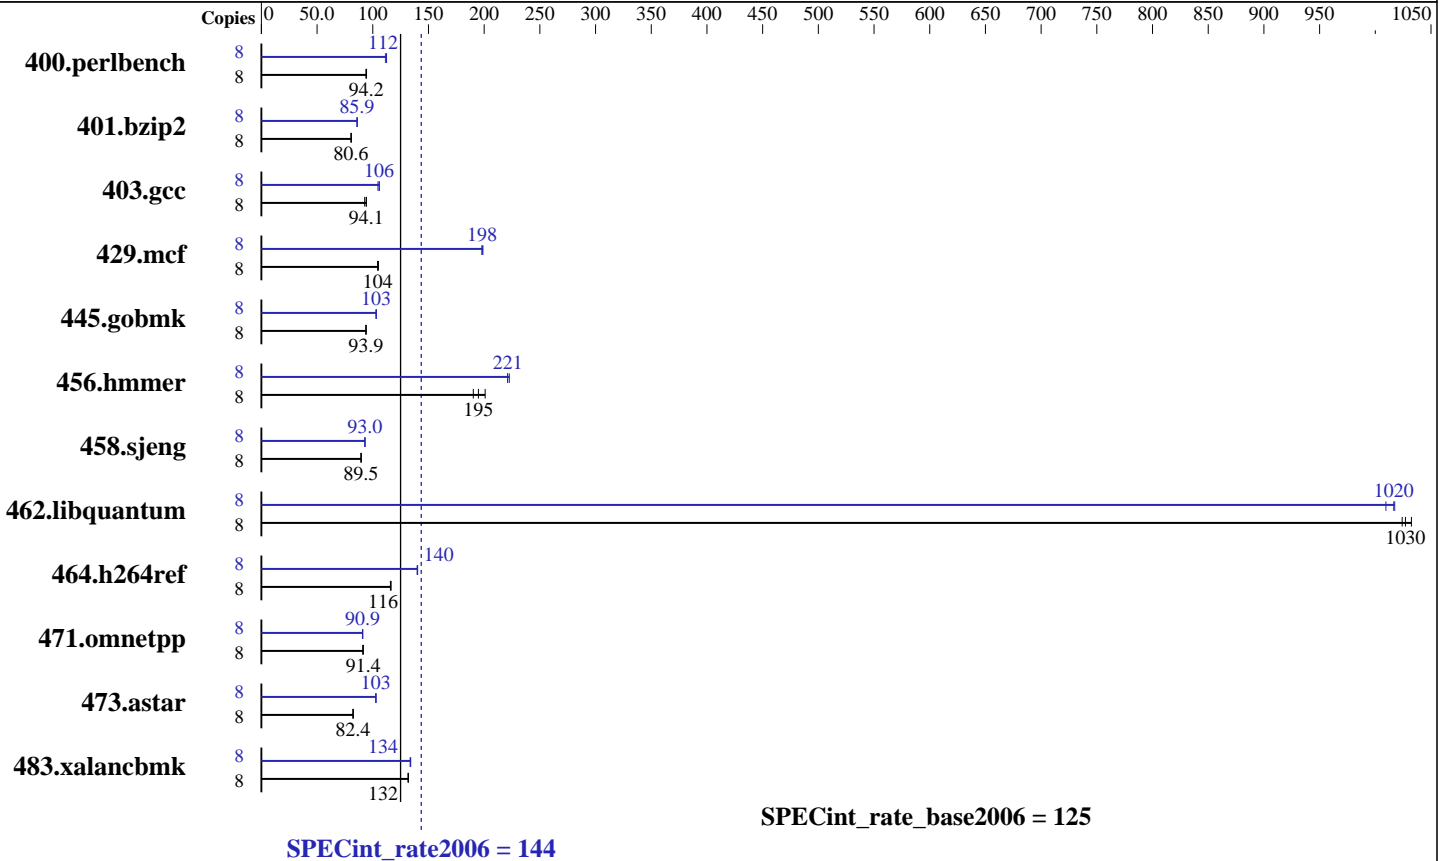 Copies 0 50.0 100 150 200 250 300 350 400 450 500 550 600 650 700 750 800 850 900 950 1050
400.perlbench 8 112
8 94.2
401.bzip2 8 85.9
8 80.6
403.gcc 8 106
8 94.1
429.mcf 8 198
8 104
445.gobmk 8 103
8 93.9
456.hmmer 8 221
8 195
458.sjeng 8 93.0
8 89.5
462.libquantum 8 1020
8 1030
464.h264ref 8 140
8 116
471.omnetpp 8 90.9
8 91.4
473.astar 8 103
8 82.4
483.xalancbmk 8 134
8 132
SPECint_rate_base2006 = 125
SPECint_rate2006 = 144